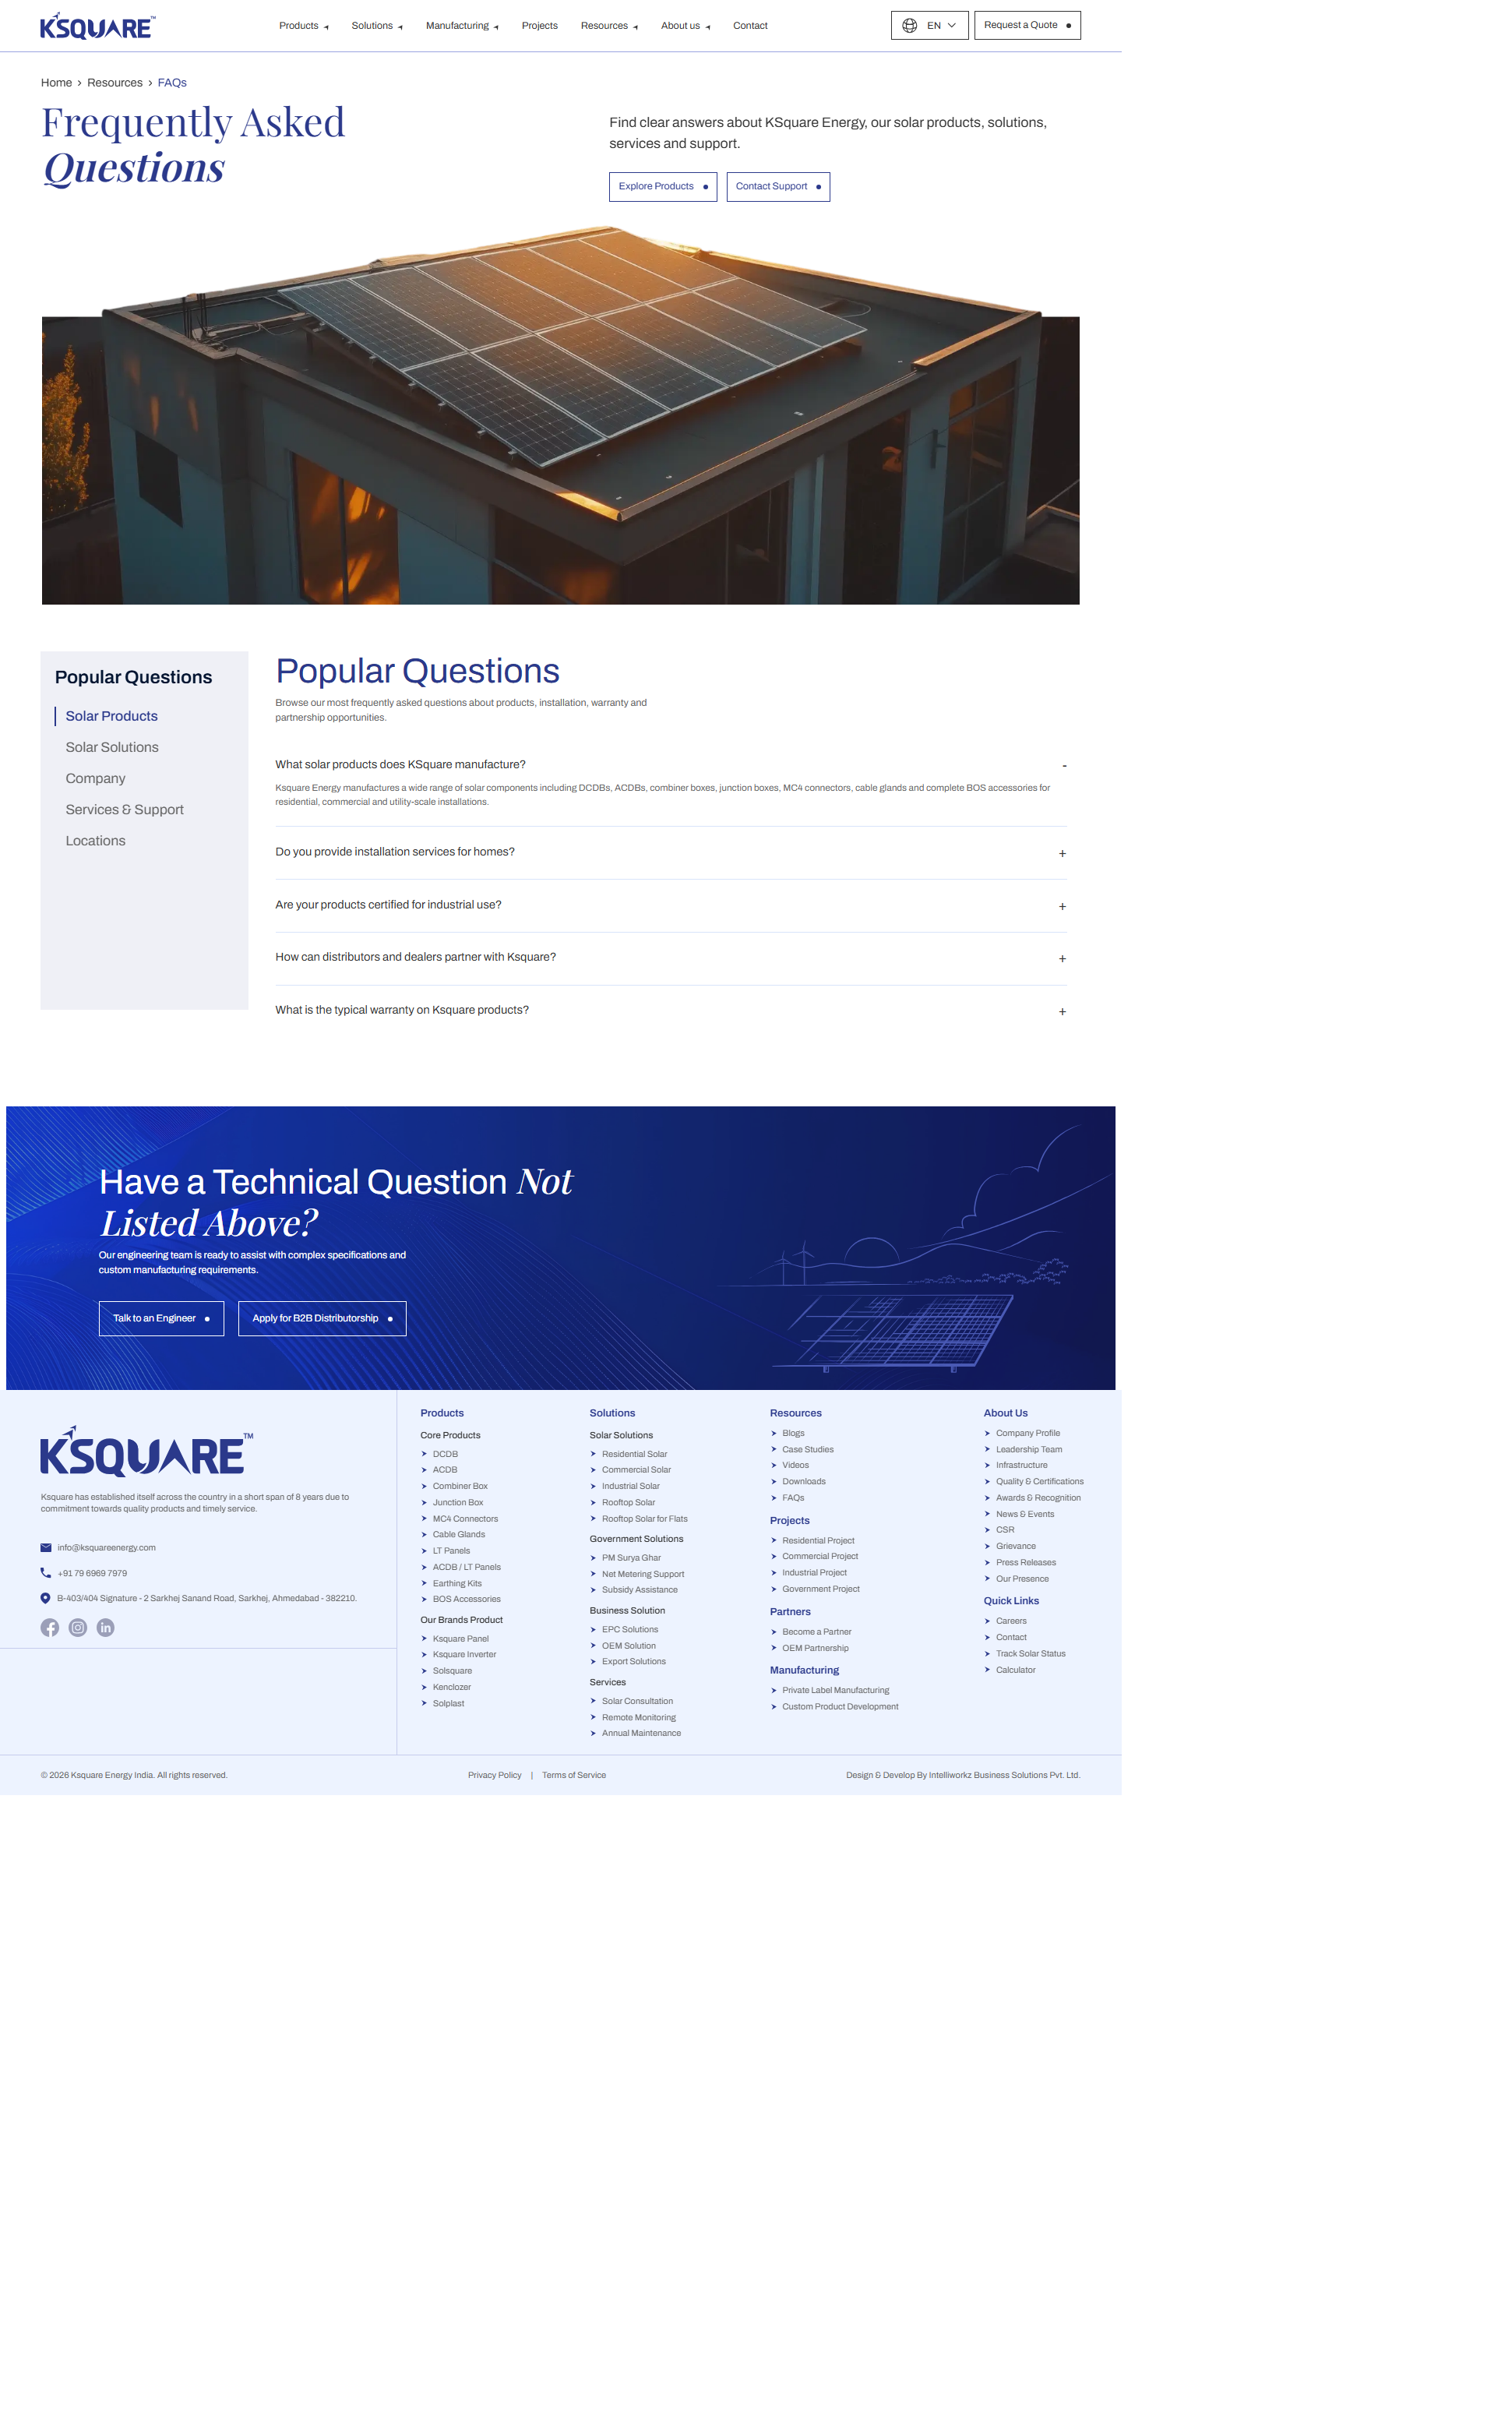 KSQUARE™
Products
Solutions
Manufacturing
Projects
Resources
About us
Contact
EN
Request a Quote
Home › Resources › FAQs
Frequently Asked
Questions
Find clear answers about KSquare Energy, our solar products, solutions,
services and support.
Explore Products
Contact Support
Popular Questions
Solar Products
Solar Solutions
Company
Services & Support
Locations
Popular Questions
Browse our most frequently asked questions about products, installation, warranty and
partnership opportunities.
What solar products does KSquare manufacture? -
Ksquare Energy manufactures a wide range of solar components including DCDBs, ACDBs, combiner boxes, junction boxes, MC4 connectors, cable glands and complete BOS accessories for
residential, commercial and utility-scale installations.
Do you provide installation services for homes? +
Are your products certified for industrial use? +
How can distributors and dealers partner with Ksquare? +
What is the typical warranty on Ksquare products? +
Have a Technical Question Not
Listed Above?
Our engineering team is ready to assist with complex specifications and
custom manufacturing requirements.
Talk to an Engineer
Apply for B2B Distributorship
KSQUARE™
Ksquare has established itself across the country in a short span of 8 years due to
commitment towards quality products and timely service.
info@ksquareenergy.com
+91 79 6969 7979
B-403/404 Signature - 2 Sarkhej Sanand Road, Sarkhej, Ahmedabad - 382210.
Products
Core Products
DCDB
ACDB
Combiner Box
Junction Box
MC4 Connectors
Cable Glands
LT Panels
ACDB / LT Panels
Earthing Kits
BOS Accessories
Our Brands Product
Ksquare Panel
Ksquare Inverter
Solsquare
Kenclozer
Solplast
Solutions
Solar Solutions
Residential Solar
Commercial Solar
Industrial Solar
Rooftop Solar
Rooftop Solar for Flats
Government Solutions
PM Surya Ghar
Net Metering Support
Subsidy Assistance
Business Solution
EPC Solutions
OEM Solution
Export Solutions
Services
Solar Consultation
Remote Monitoring
Annual Maintenance
Resources
Blogs
Case Studies
Videos
Downloads
FAQs
Projects
Residential Project
Commercial Project
Industrial Project
Government Project
Partners
Become a Partner
OEM Partnership
Manufacturing
Private Label Manufacturing
Custom Product Development
About Us
Company Profile
Leadership Team
Infrastructure
Quality & Certifications
Awards & Recognition
News & Events
CSR
Grievance
Press Releases
Our Presence
Quick Links
Careers
Contact
Track Solar Status
Calculator
© 2026 Ksquare Energy India. All rights reserved.
Privacy Policy | Terms of Service
Design & Develop By Intelliworkz Business Solutions Pvt. Ltd.